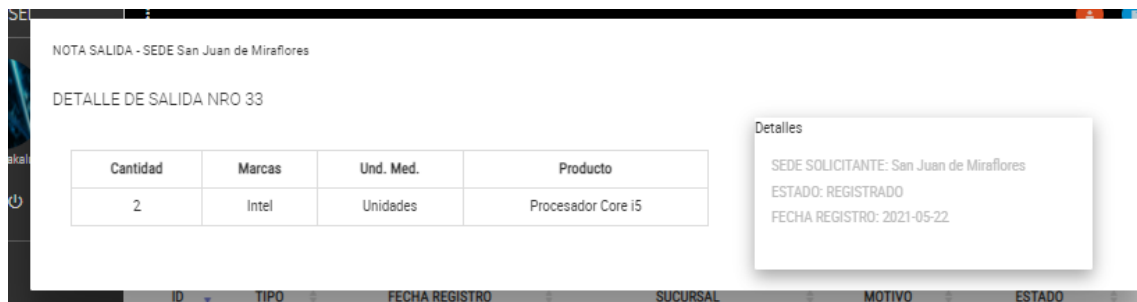 SE
NOTA SALIDA - SEDE San Juan de Miraflores
DETALLE DE SALIDA NRO 33
Cantidad Marcas Und. Med. Producto
2 Intel Unidades Procesador Core i5
Detalles
SEDE SOLICITANTE: San Juan de Miraflores
ESTADO: REGISTRADO
FECHA REGISTRO: 2021-05-22
ID TIPO FECHA REGISTRO SUCURSAL MOTIVO ESTADO